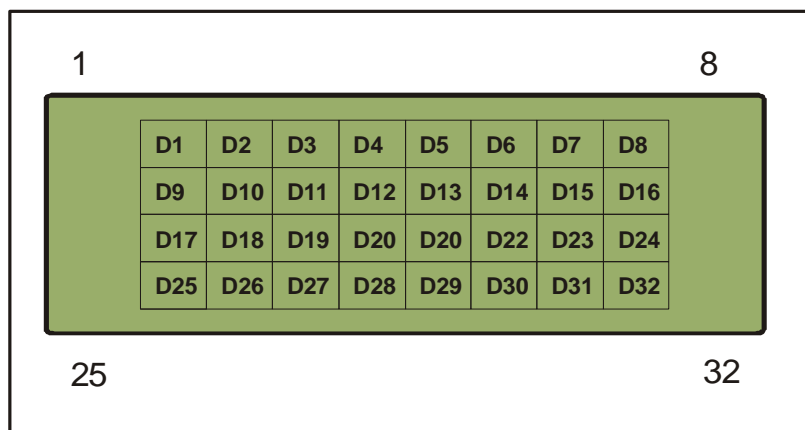 1 8
D1 D2 D3 D4 D5 D6 D7 D8
D9 D10 D11 D12 D13 D14 D15 D16
D17 D18 D19 D20 D20 D22 D23 D24
D25 D26 D27 D28 D29 D30 D31 D32
25 32